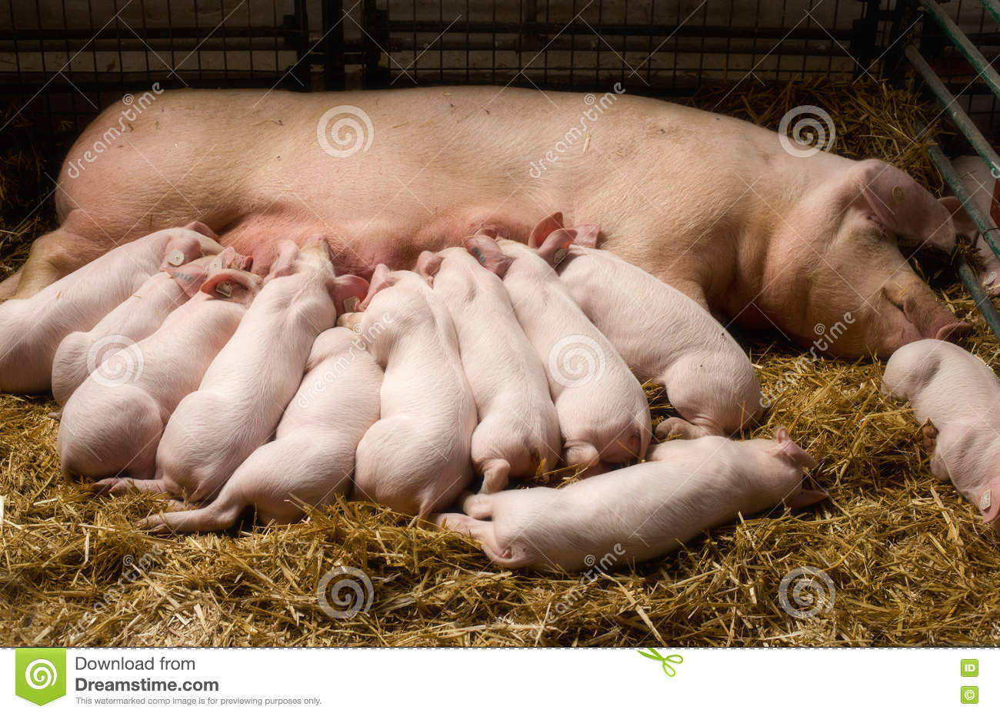 dreamstime
dreamstime
dreamstime
dreamstime
dreamstime
dreamstime
Download from
Dreamstime.com
This watermarked comp image is for previewing purposes only.
ID
©